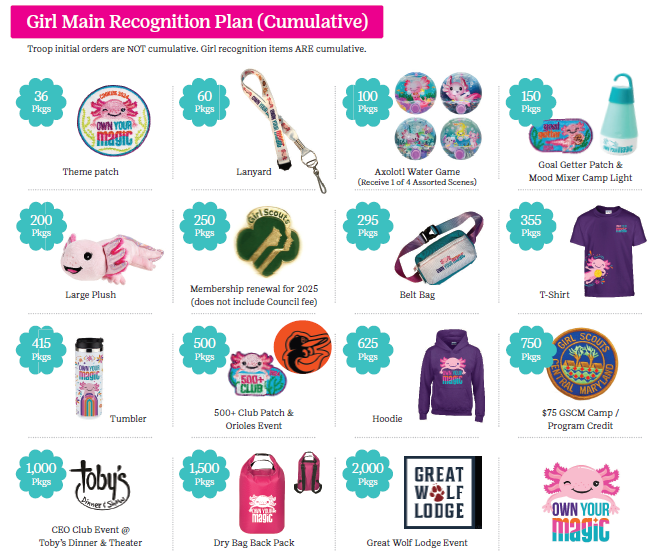 Girl Main Recognition Plan (Cumulative)
Troop initial orders are NOT cumulative. Girl recognition items ARE cumulative.
36
Pkgs
COOKIES 2024
OWN YOUR
magic
Theme patch
60
Pkgs
OWN YOUR magic
Lanyard
100
Pkgs
Axolotl Water Game
(Receive 1 of 4 Assorted Scenes)
150
Pkgs
Goal Getter Patch &
Mood Mixer Camp Light
200
Pkgs
Large Plush
250
Pkgs
Girl Scouts
Membership renewal for 2025
(does not include Council fee)
295
Pkgs
OWN YOUR magic
Belt Bag
355
Pkgs
T-Shirt
415
Pkgs
OWN YOUR
magic
Tumbler
500
Pkgs
500+
CLUB
500+ Club Patch &
Orioles Event
625
Pkgs
OWN YOUR
magic
Hoodie
750
Pkgs
GIRL SCOUTS
CENTRAL MARYLAND
$75 GSCM Camp /
Program Credit
1,000
Pkgs
Toby's
Dinner & Show
CEO Club Event @
Toby's Dinner & Theater
1,500
Pkgs
OWN YOUR
magic
Dry Bag Back Pack
2,000
Pkgs
GREAT
WOLF
LODGE
Great Wolf Lodge Event
OWN YOUR
magic